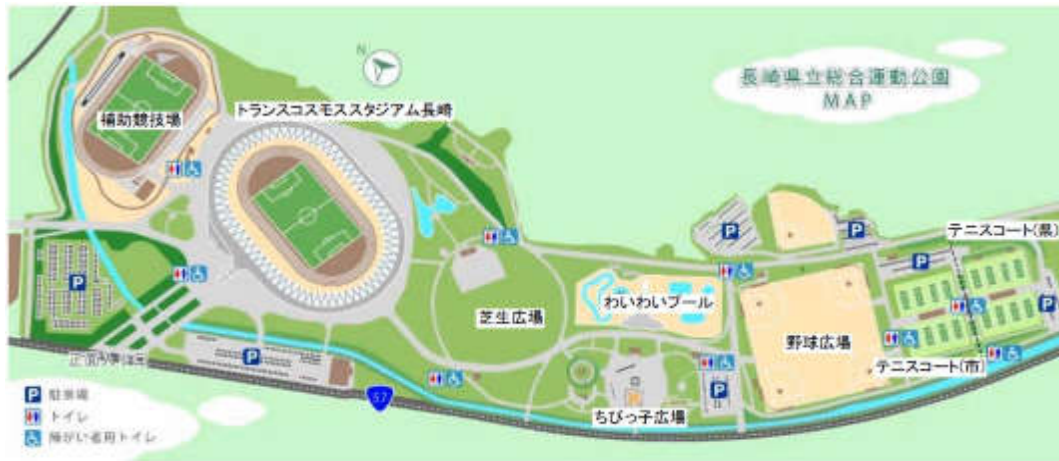 長崎県立総合運動公園
MAP
N
補助競技場
トランスコスモススタジアム長崎
テニスコート(県)
P
P
P
P
P
わいわいプール
芝生広場
野球広場
テニスコート(市)
P
P
57
ちびっ子広場
P 駐車場
トイレ
障がい者用トイレ